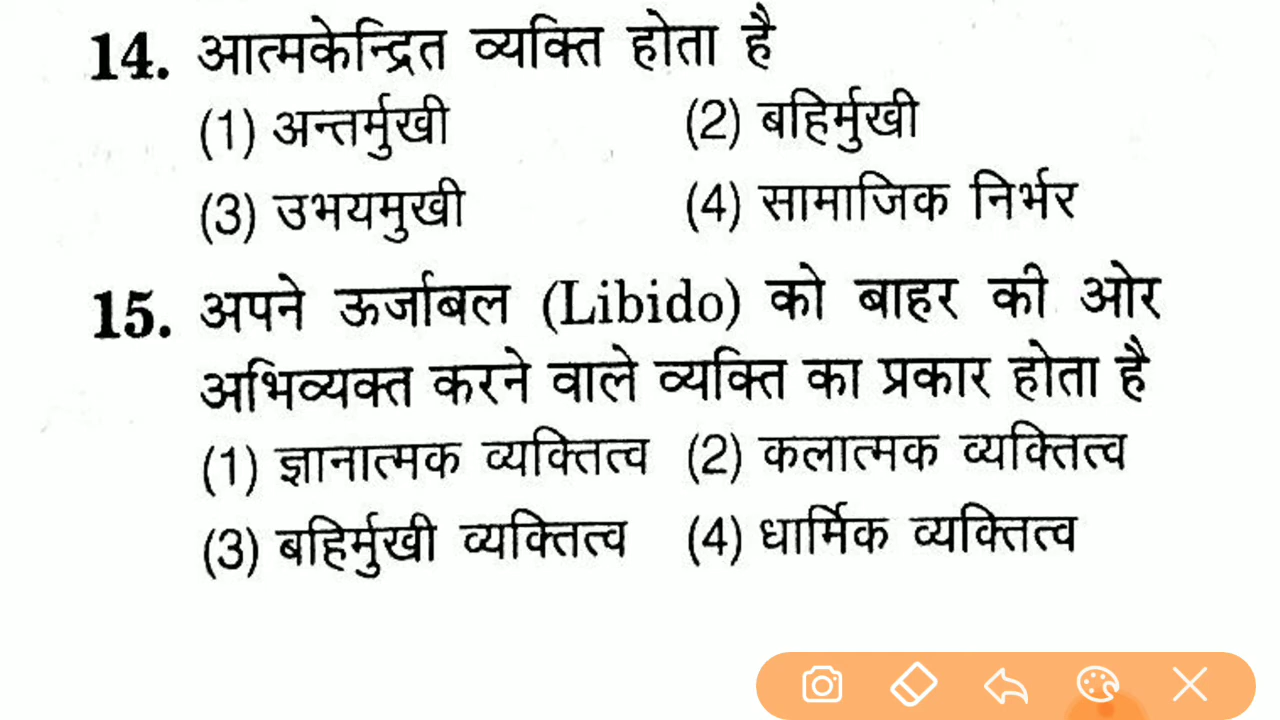 14. आत्मकेन्द्रित व्यक्ति होता है
(1) अन्तर्मुखी (2) बहिर्मुखी
(3) उभयमुखी (4) सामाजिक निर्भर
15. अपने ऊर्जाबल (Libido) को बाहर की ओर
अभिव्यक्त करने वाले व्यक्ति का प्रकार होता है
(1) ज्ञानात्मक व्यक्तित्व (2) कलात्मक व्यक्तित्व
(3) बहिर्मुखी व्यक्तित्व (4) धार्मिक व्यक्तित्व